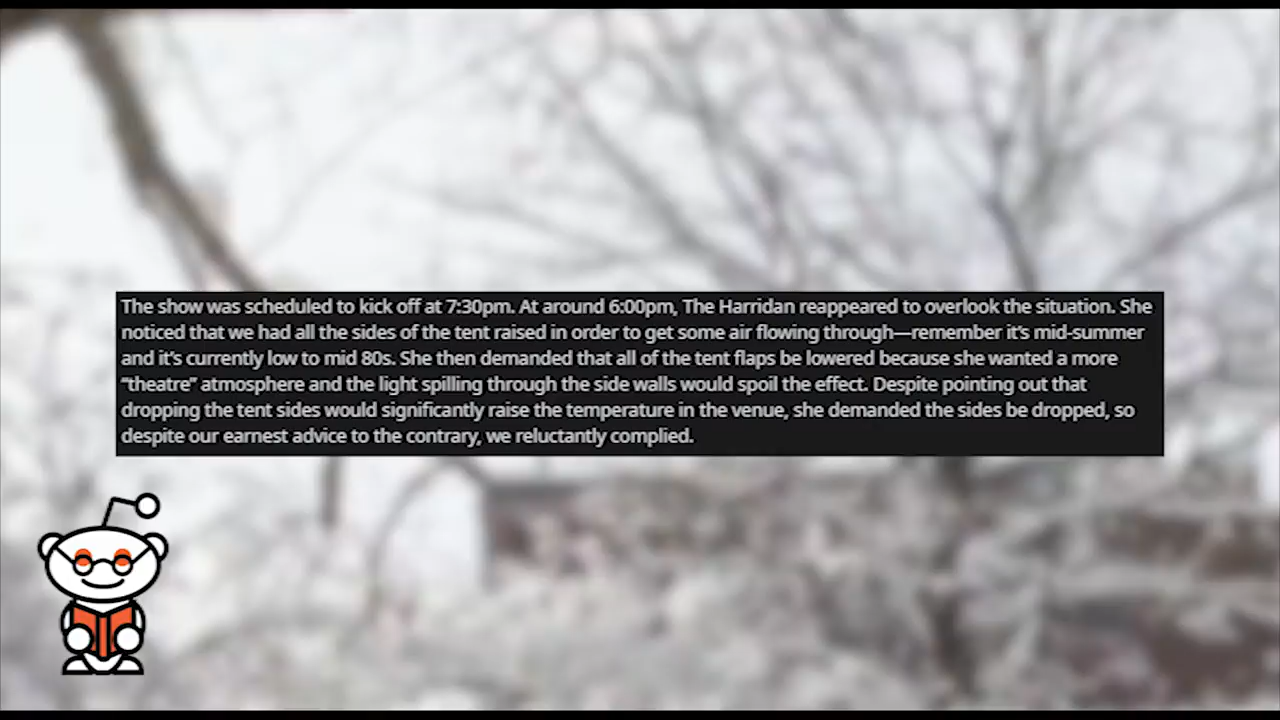 The show was scheduled to kick off at 7:30pm. At around 6:00pm, The Harridan reappeared to overlook the situation. She
noticed that we had all the sides of the tent raised in order to get some air flowing through—remember it's mid-summer
and it's currently low to mid 80s. She then demanded that all of the tent flaps be lowered because she wanted a more
“theatre” atmosphere and the light spilling through the side walls would spoil the effect. Despite pointing out that
dropping the tent sides would significantly raise the temperature in the venue, she demanded the sides be dropped, so
despite our earnest advice to the contrary, we reluctantly complied.